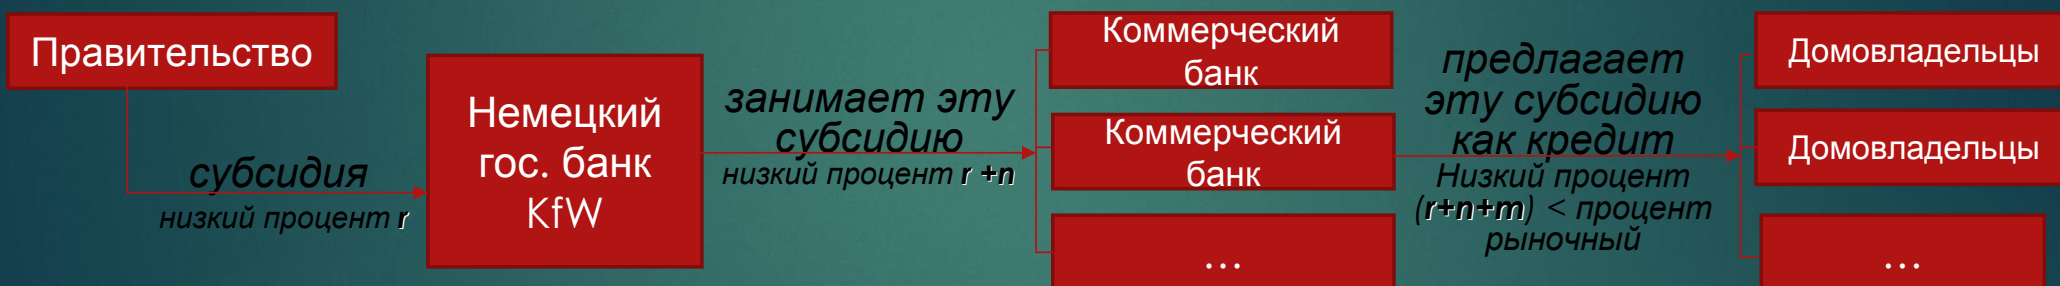 Правительство
субсидия
низкий процент r
Немецкий
гос. банк
KfW
занимает эту
субсидию
низкий процент r +n
Коммерческий
банк
Коммерческий
банк
...
предлагает
эту субсидию
как кредит
Низкий процент
(r+n+m) < процент
рыночный
Домовладельцы
Домовладельцы
...